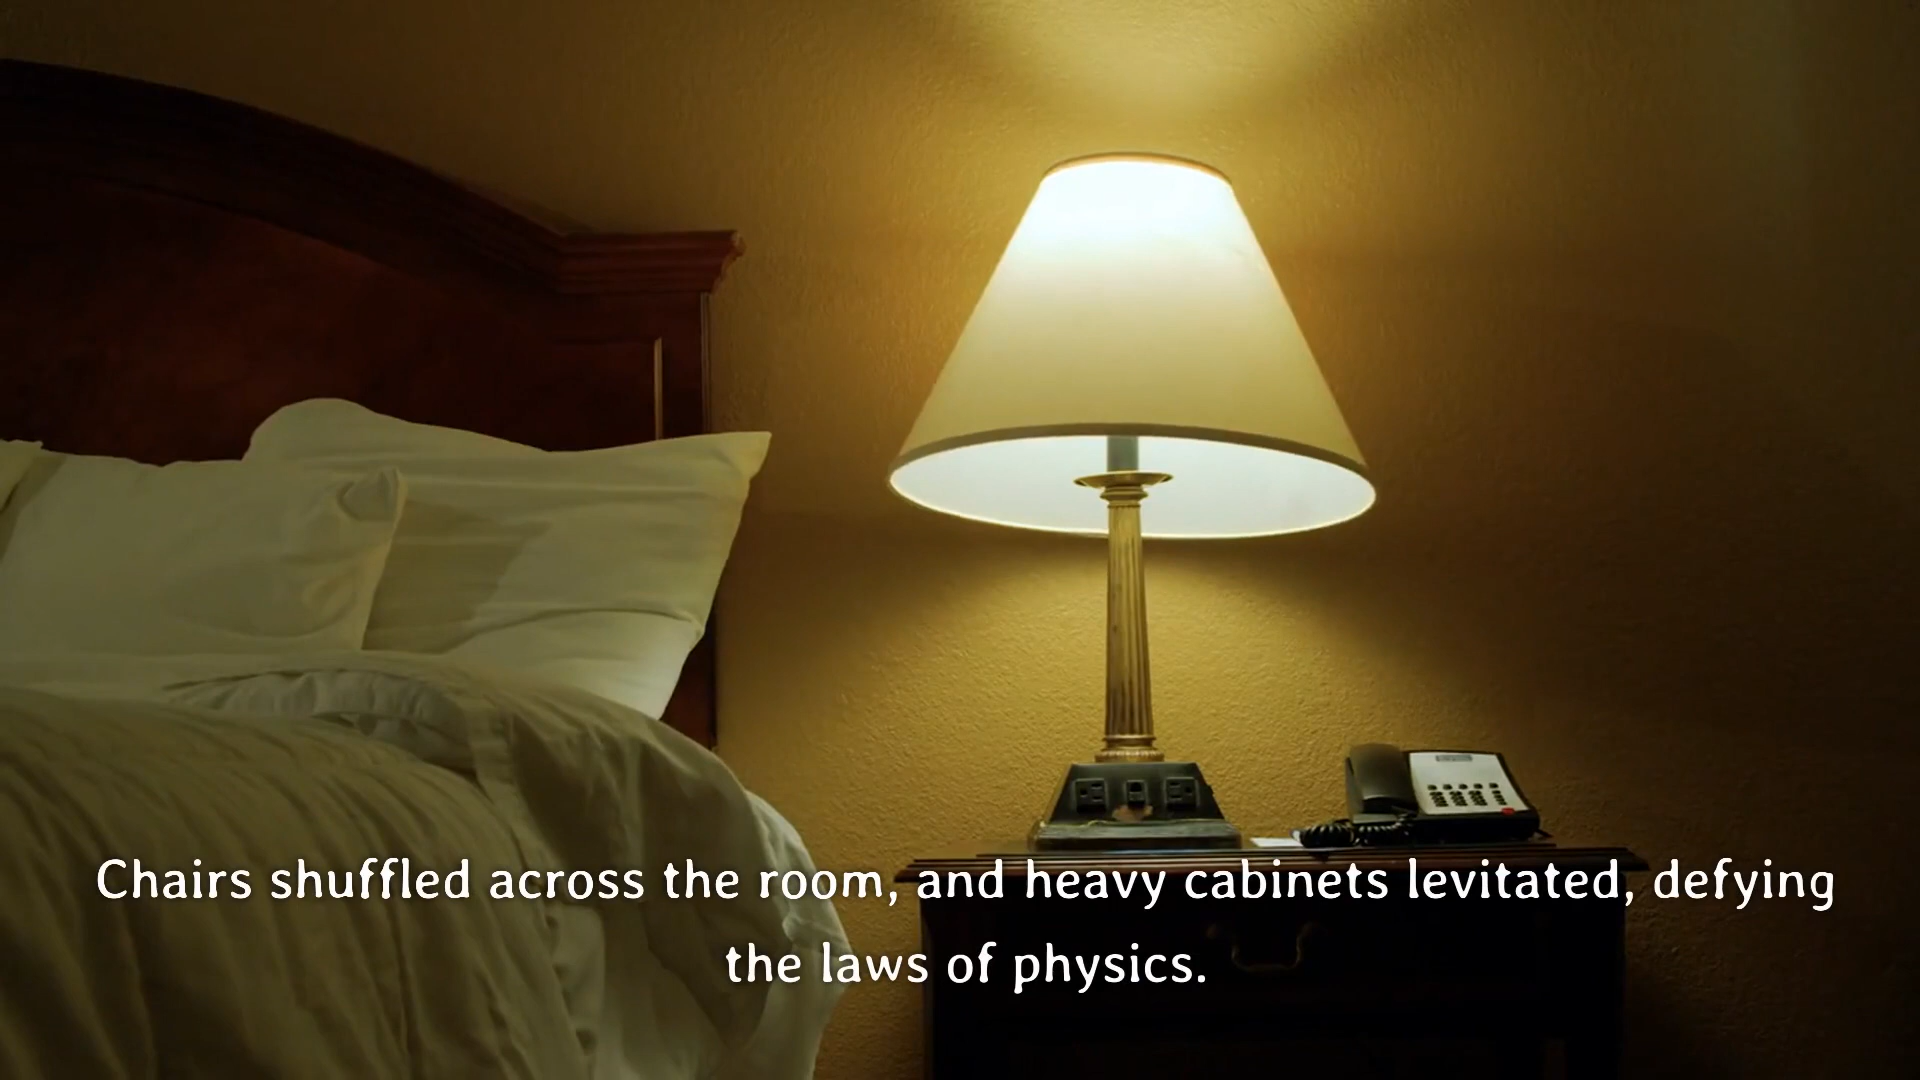 Chairs shuffled across the room, and heavy cabinets levitated, defying
the laws of physics.